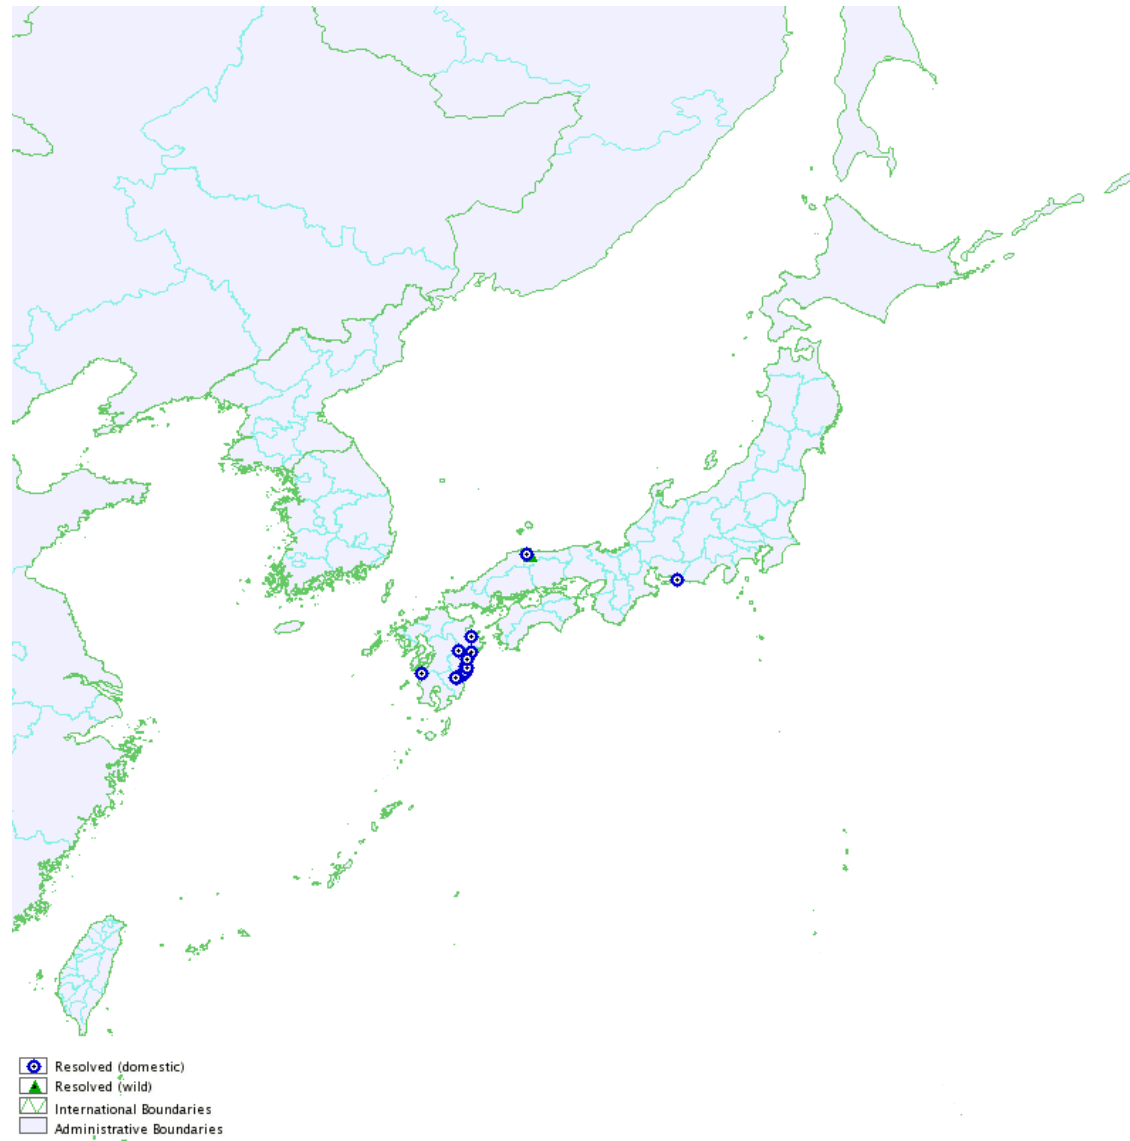 Resolved (domestic)
Resolved (wild)
International Boundaries
Administrative Boundaries